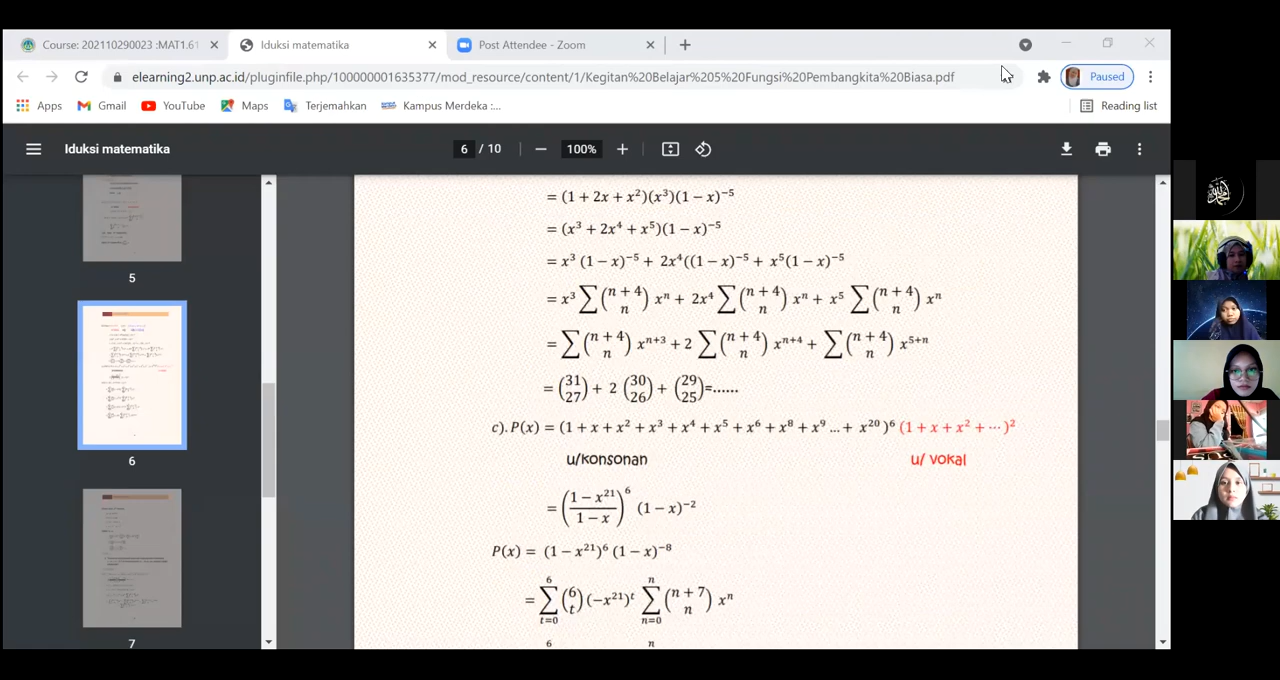 Course: 202110290023 :MAT1.61
Iduksi matematika
Post Attendee - Zoom
elearning2.unp.ac.id/pluginfile.php/100000001635377/mod_resource/content/1/Kegitan%20Belajar%205%20Fungsi%20Pembangkita%20Biasa.pdf
Paused
Apps
Gmail
YouTube
Maps
Terjemahkan
Kampus Merdeka :...
Reading list
Iduksi matematika
6 / 10
100%
5
6
7
= (1 + 2x + x²)(x³)(1 − x)⁻⁵
= (x³ + 2x⁴ + x⁵)(1 − x)⁻⁵
= x³ (1 − x)⁻⁵ + 2x⁴((1 − x)⁻⁵ + x⁵(1 − x)⁻⁵
= x³ ∑(n + 4 n) xⁿ + 2x⁴ ∑(n + 4 n) xⁿ + x⁵ ∑(n + 4 n) xⁿ
= ∑(n + 4 n) xⁿ⁺³ + 2 ∑(n + 4 n) xⁿ⁺⁴ + ∑(n + 4 n) x⁵⁺ⁿ
= (31 27) + 2 (30 26) + (29 25)=......
c). P(x) = (1 + x + x² + x³ + x⁴ + x⁵ + x⁶ + x⁸ + x⁹ ... + x²⁰ )⁶ (1 + x + x² + ⋯ )²
u/konsonan u/ vokal
= (1 − x²¹ / 1 − x)⁶ (1 − x)⁻²
P(x) = (1 − x²¹)⁶ (1 − x)⁻⁸
= ∑ t=0 6 (6 t) (−x²¹)ᵗ ∑ n=0 n (n + 7 n) xⁿ
6 n